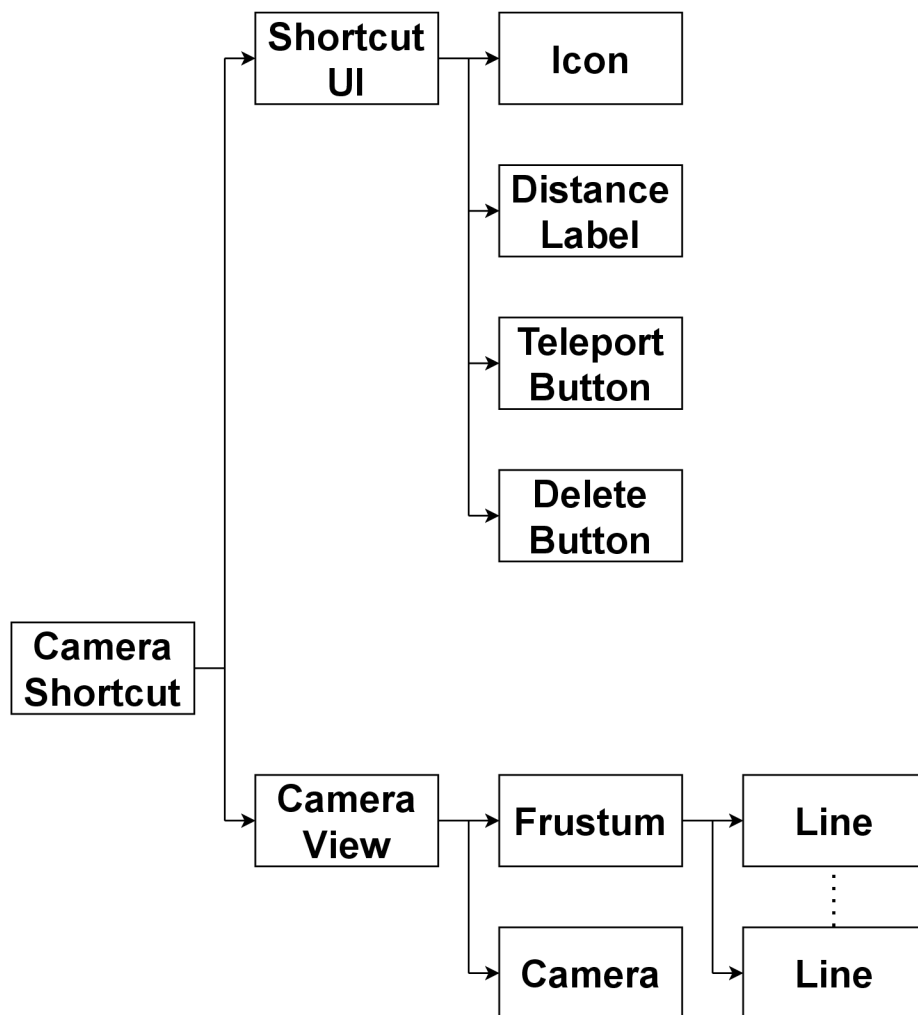 Shortcut
UI
Icon
Distance
Label
Teleport
Button
Delete
Button
Camera
Shortcut
Camera
View
Frustum
Line
Camera
Line